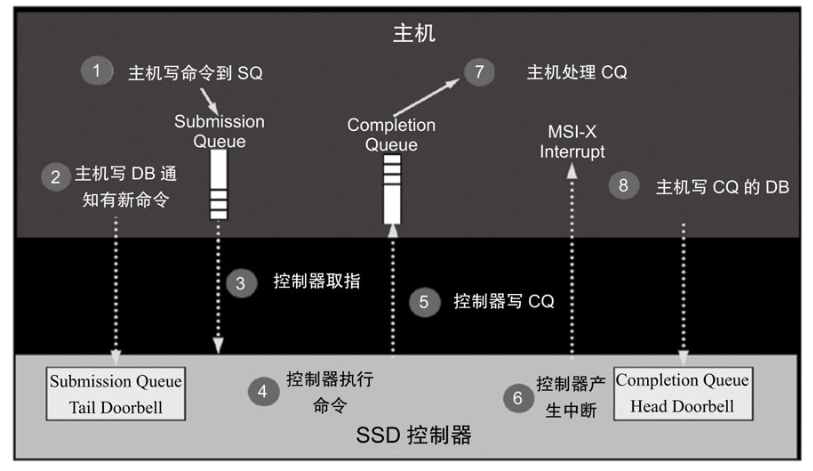 主机
1 主机写命令到 SQ
Submission
Queue
2 主机写 DB 通
知有新命令
Completion
Queue
7 主机处理 CQ
MSI-X
Interrupt
8 主机写 CQ 的 DB
3 控制器取指
5 控制器写 CQ
Submission Queue
Tail Doorbell
4 控制器执行
命令
6 控制器产
生中断
Completion Queue
Head Doorbell
SSD 控制器